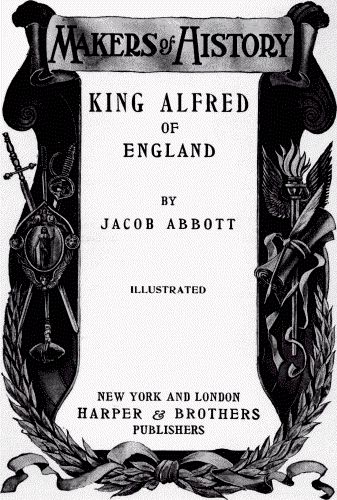 MAKERS of HISTORY
KING ALFRED
OF
ENGLAND
BY
JACOB ABBOTT
ILLUSTRATED
NEW YORK AND LONDON
HARPER & BROTHERS
PUBLISHERS